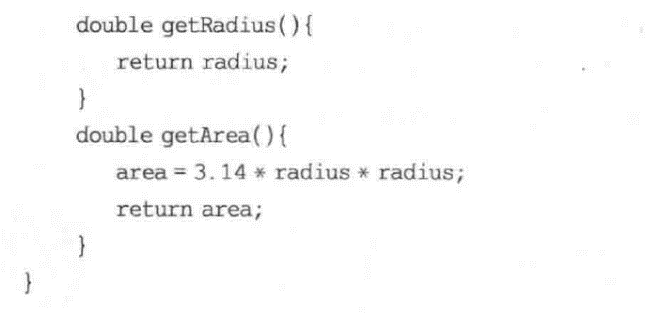 double getRadius(){
return radius;
}
double getArea(){
area = 3.14 * radius * radius;
return area;
}
}